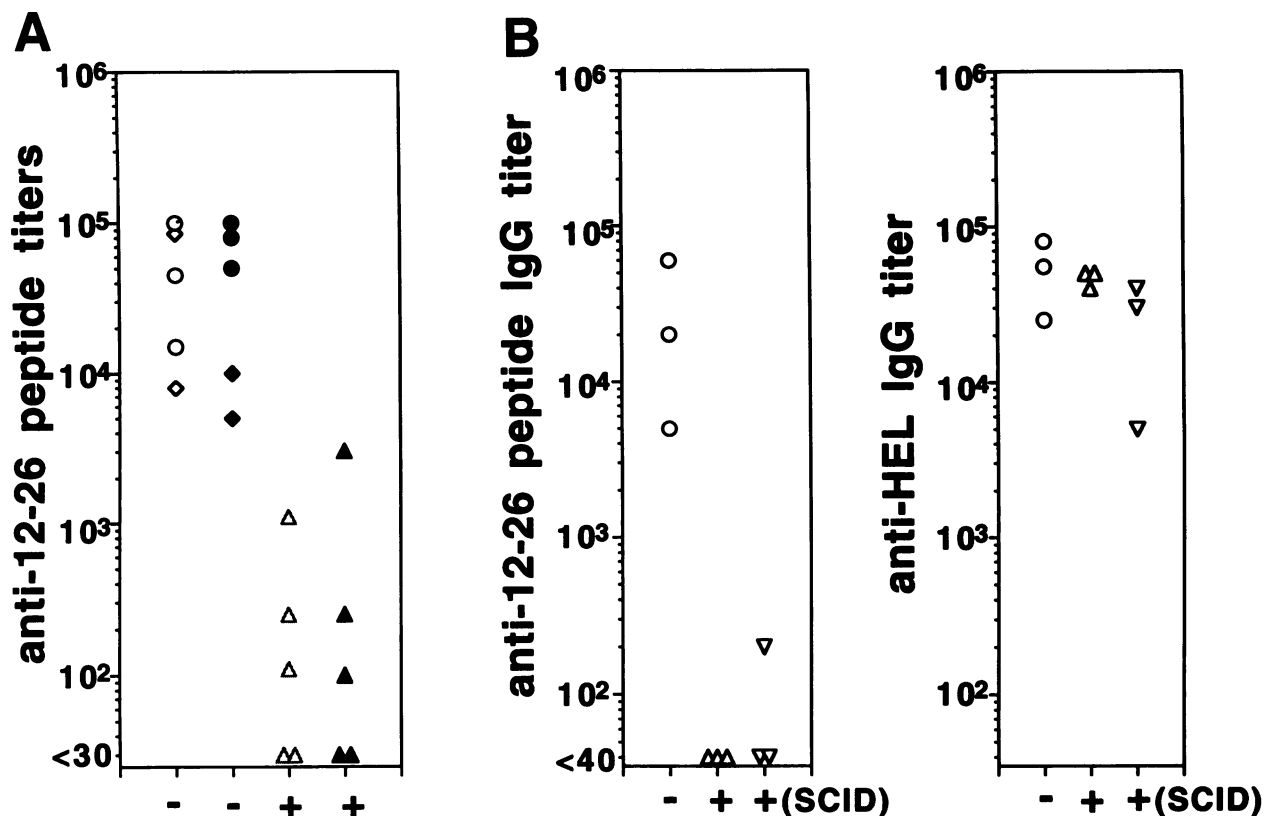 A
anti-12-26 peptide titers
10⁶
10⁵
10⁴
10³
10²
<30
- - + +
B
anti-12-26 peptide IgG titer
10⁶
10⁵
10⁴
10³
10²
<40
- + +(SCID)
anti-HEL IgG titer
10⁶
10⁵
10⁴
10³
10²
- + +(SCID)